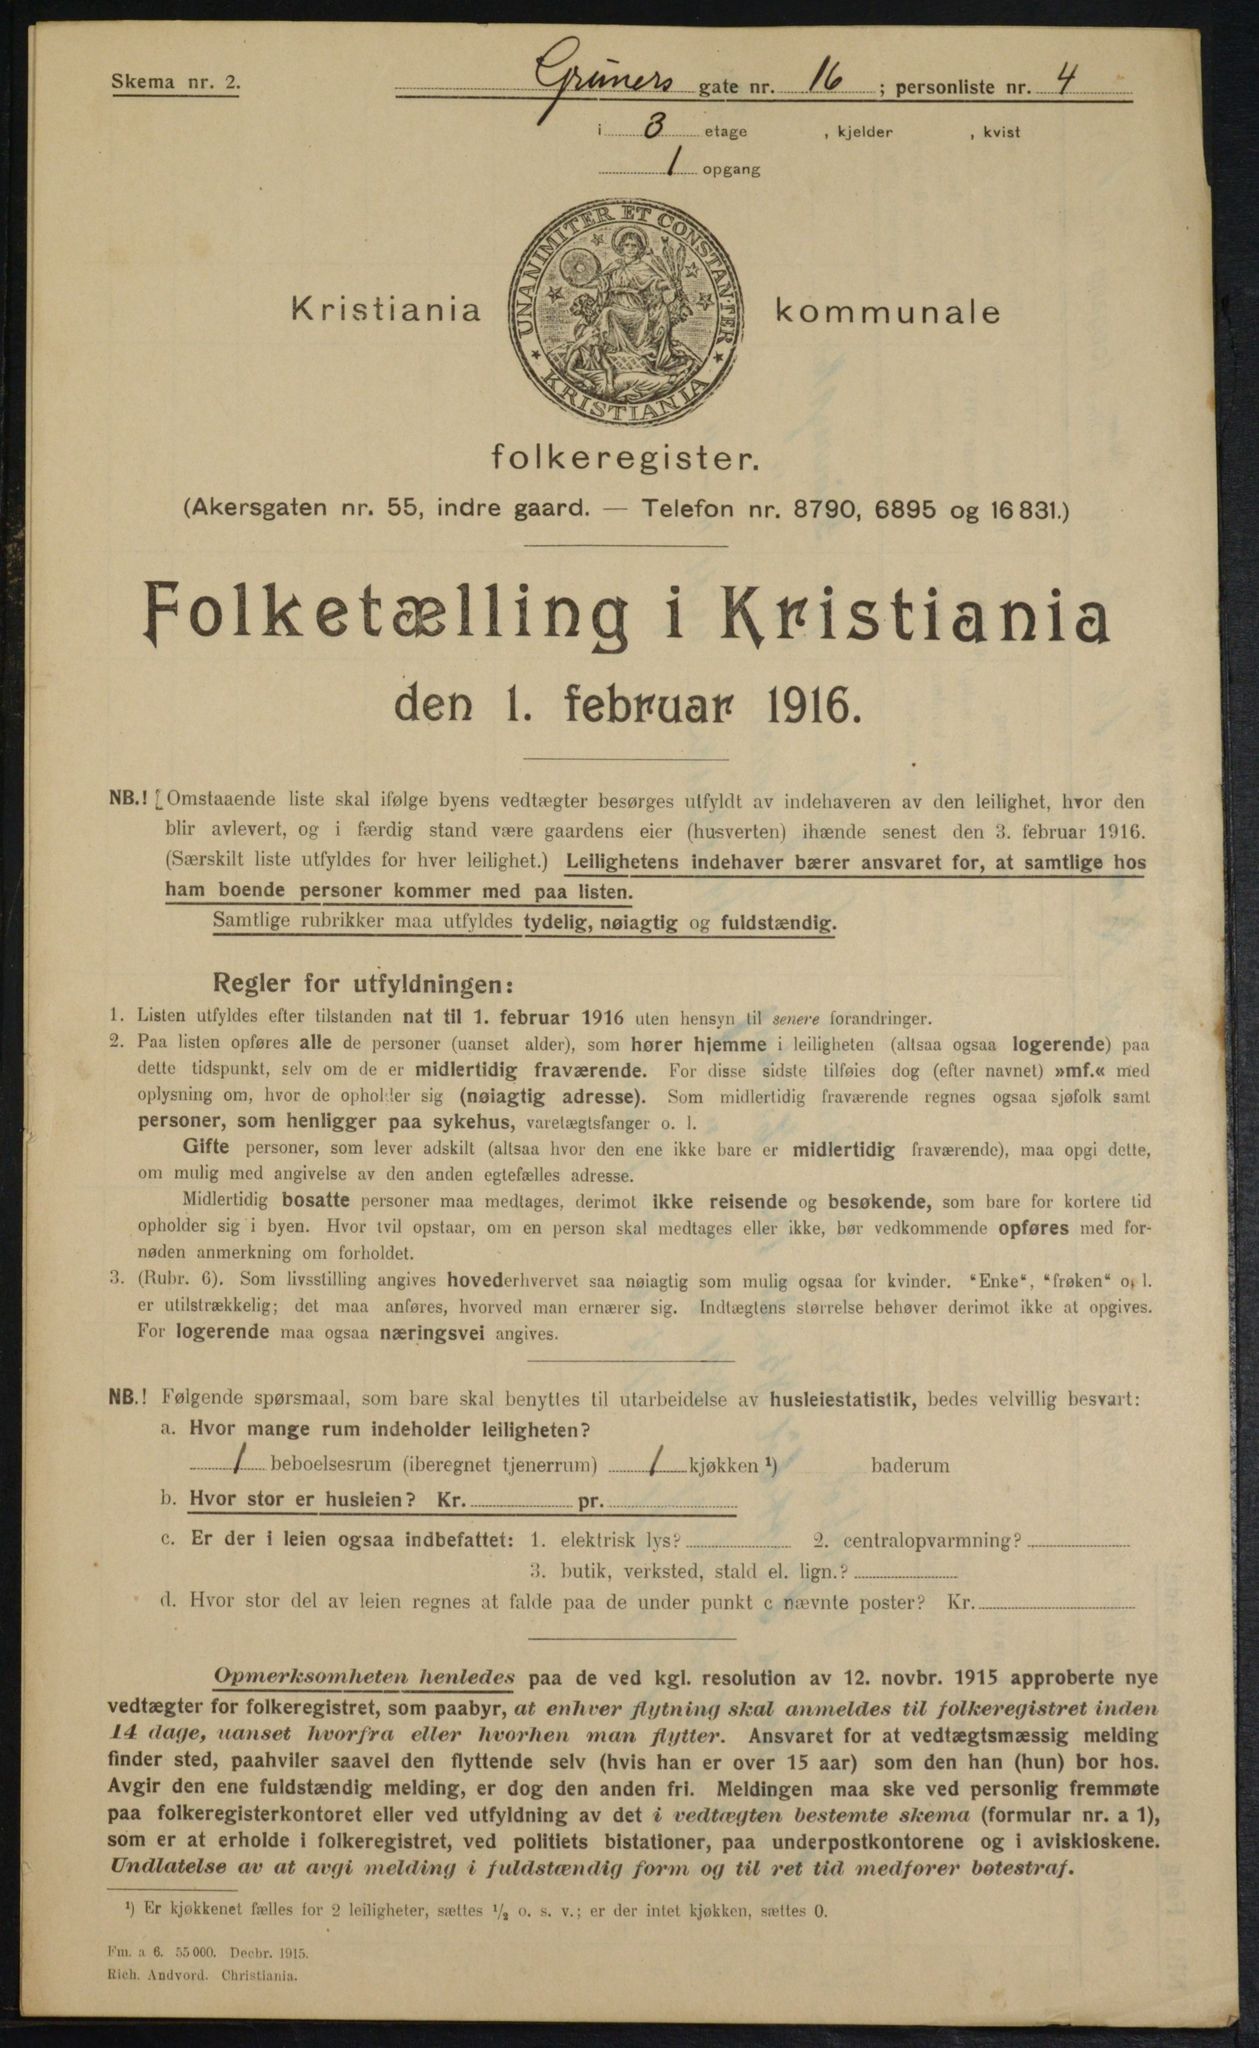 Skema nr. 2.
Grüners gate nr. 16 ; personliste nr. 4
i 3 etage , kjelder , kvist
1 opgang
UNANIMITER ET CONSTANTER
KRISTIANIA
Kristiania kommunale
folkeregister.
(Akersgaten nr. 55, indre gaard. — Telefon nr. 8790, 6895 og 16 831.)
Folketælling i Kristiania
den 1. februar 1916.
NB.! [Omstaaende liste skal ifølge byens vedtægter besørges utfyldt av indehaveren av den leilighet, hvor den
blir avlevert, og i færdig stand være gaardens eier (husverten) ihænde senest den 3. februar 1916.
(Særskilt liste utfyldes for hver leilighet.) Leilighetens indehaver bærer ansvaret for, at samtlige hos
ham boende personer kommer med paa listen.
Samtlige rubrikker maa utfyldes tydelig, nøiagtig og fuldstændig.
Regler for utfyldningen:
1. Listen utfyldes efter tilstanden nat til 1. februar 1916 uten hensyn til senere forandringer.
2. Paa listen opføres alle de personer (uanset alder), som hører hjemme i leiligheten (altsaa ogsaa logerende) paa
dette tidspunkt, selv om de er midlertidig fraværende. For disse sidste tilføies dog (efter navnet) »mf.« med
oplysning om, hvor de opholder sig (nøiagtig adresse). Som midlertidig fraværende regnes ogsaa sjøfolk samt
personer, som henligger paa sykehus, varetægtsfanger o. l.
Gifte personer, som lever adskilt (altsaa hvor den ene ikke bare er midlertidig fraværende), maa opgi dette,
om mulig med angivelse av den anden egtefælles adresse.
Midlertidig bosatte personer maa medtages, derimot ikke reisende og besøkende, som bare for kortere tid
opholder sig i byen. Hvor tvil opstaar, om en person skal medtages eller ikke, bør vedkommende opføres med for-
nøden anmerkning om forholdet.
3. (Rubr. 6). Som livsstilling angives hovederhvervet saa nøiagtig som mulig ogsaa for kvinder. “Enke“, “frøken“ o. l.
er utilstrækkelig; det maa anføres, hvorved man ernærer sig. Indtægtens størrelse behøver derimot ikke at opgives.
For logerende maa ogsaa næringsvei angives.
NB.! Følgende spørsmaal, som bare skal benyttes til utarbeidelse av husleiestatistik, bedes velvillig besvart:
a. Hvor mange rum indeholder leiligheten?
1 beboelsesrum (iberegnet tjenerrum) 1 kjøkken ¹) baderum
b. Hvor stor er husleien? Kr. pr.
c. Er der i leien ogsaa indbefattet: 1. elektrisk lys? 2. centralopvarmning?
3. butik, verksted, stald el. lign.?
d. Hvor stor del av leien regnes at falde paa de under punkt c nævnte poster? Kr.
Opmerksomheten henledes paa de ved kgl. resolution av 12. novbr. 1915 approberte nye
vedtægter for folkeregistret, som paabyr, at enhver flytning skal anmeldes til folkeregistret inden
14 dage, uanset hvorfra eller hvorhen man flytter. Ansvaret for at vedtægtsmæssig melding
finder sted, paahviler saavel den flyttende selv (hvis han er over 15 aar) som den han (hun) bor hos.
Avgir den ene fuldstændig melding, er dog den anden fri. Meldingen maa ske ved personlig fremmøte
paa folkeregisterkontoret eller ved utfyldning av det i vedtægten bestemte skema (formular nr. a 1),
som er at erholde i folkeregistret, ved politiets bistationer, paa underpostkontorene og i aviskioskene.
Undlatelse av at avgi melding i fuldstændig form og til ret tid medfører bøtestraf.
¹) Er kjøkkenet fælles for 2 leiligheter, sættes ½ o. s. v.; er der intet kjøkken, sættes 0.
Fm. a 6. 55 000. Decbr. 1915.
Rich. Andvord. Christiania.